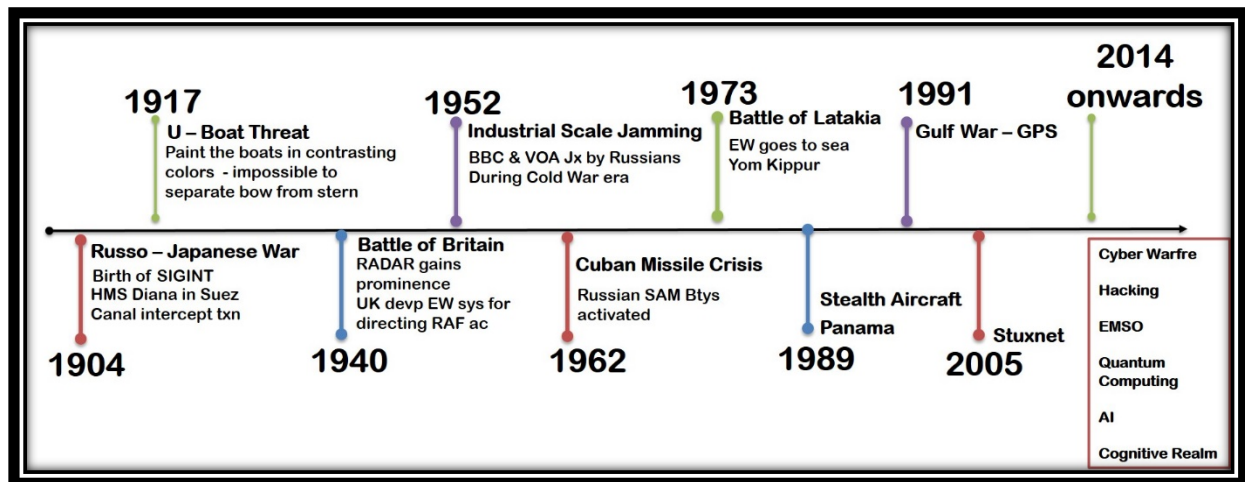 1917
U – Boat Threat
Paint the boats in contrasting
colors - impossible to
separate bow from stern
1952
Industrial Scale Jamming
BBC & VOA Jx by Russians
During Cold War era
1973
Battle of Latakia
EW goes to sea
Yom Kippur
1991
Gulf War – GPS
2014
onwards
Russo – Japanese War
Birth of SIGINT
HMS Diana in Suez
Canal intercept txn
1904
Battle of Britain
RADAR gains
prominence
UK devp EW sys for
directing RAF ac
1940
Cuban Missile Crisis
Russian SAM Btys
activated
1962
Stealth Aircraft
Panama
1989
Stuxnet
2005
Cyber Warfre
Hacking
EMSO
Quantum
Computing
AI
Cognitive Realm